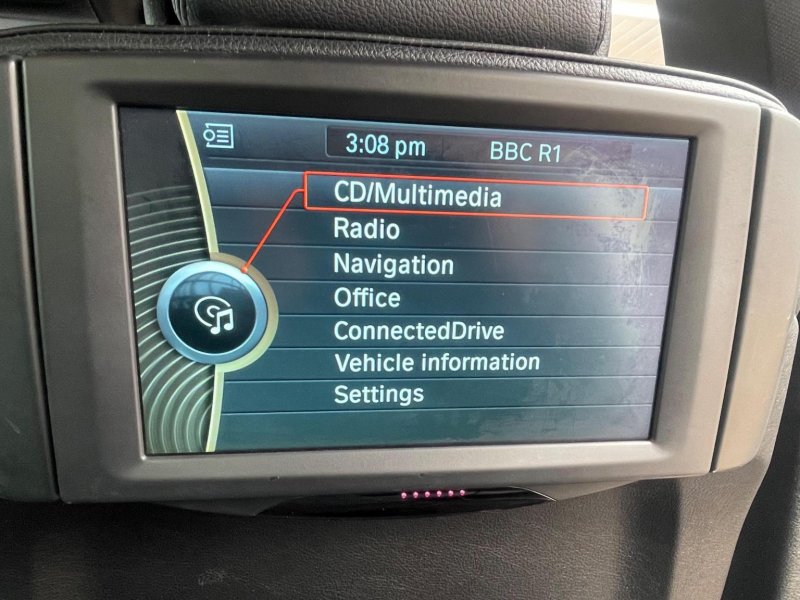 3:08 pm BBC R1
CD/Multimedia
Radio
Navigation
Office
ConnectedDrive
Vehicle information
Settings